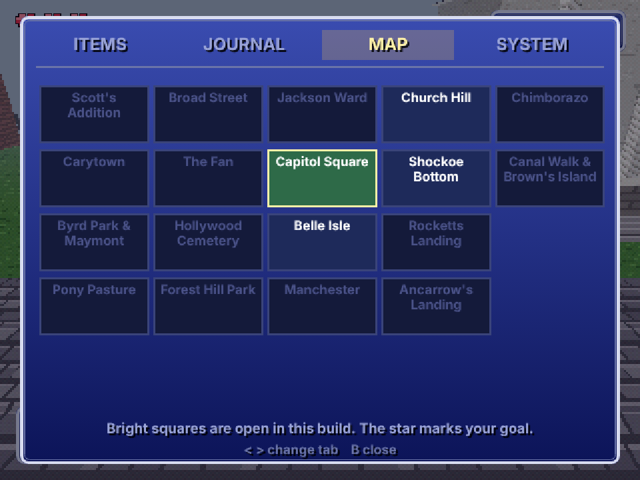 ITEMS JOURNAL MAP SYSTEM
Scott's Addition
Broad Street
Jackson Ward
Church Hill
Chimborazo
Carytown
The Fan
Capitol Square
Shockoe Bottom
Canal Walk & Brown's Island
Byrd Park & Maymont
Hollywood Cemetery
Belle Isle
Rocketts Landing
Pony Pasture
Forest Hill Park
Manchester
Ancarrow's Landing
Bright squares are open in this build. The star marks your goal.
< > change tab B close